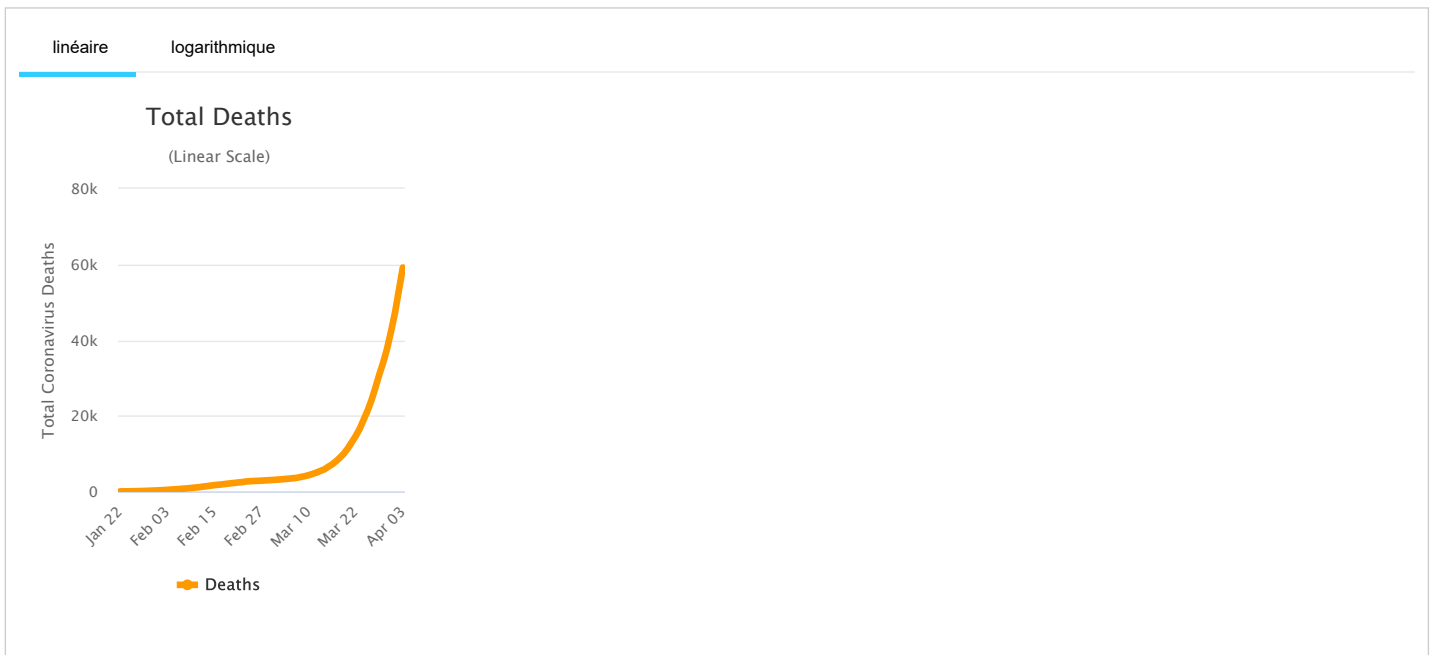 linéaire logarithmique
Total Deaths
(Linear Scale)
Total Coronavirus Deaths
80k
60k
40k
20k
0
Jan 22 Feb 03 Feb 15 Feb 27 Mar 10 Mar 22 Apr 03
Deaths